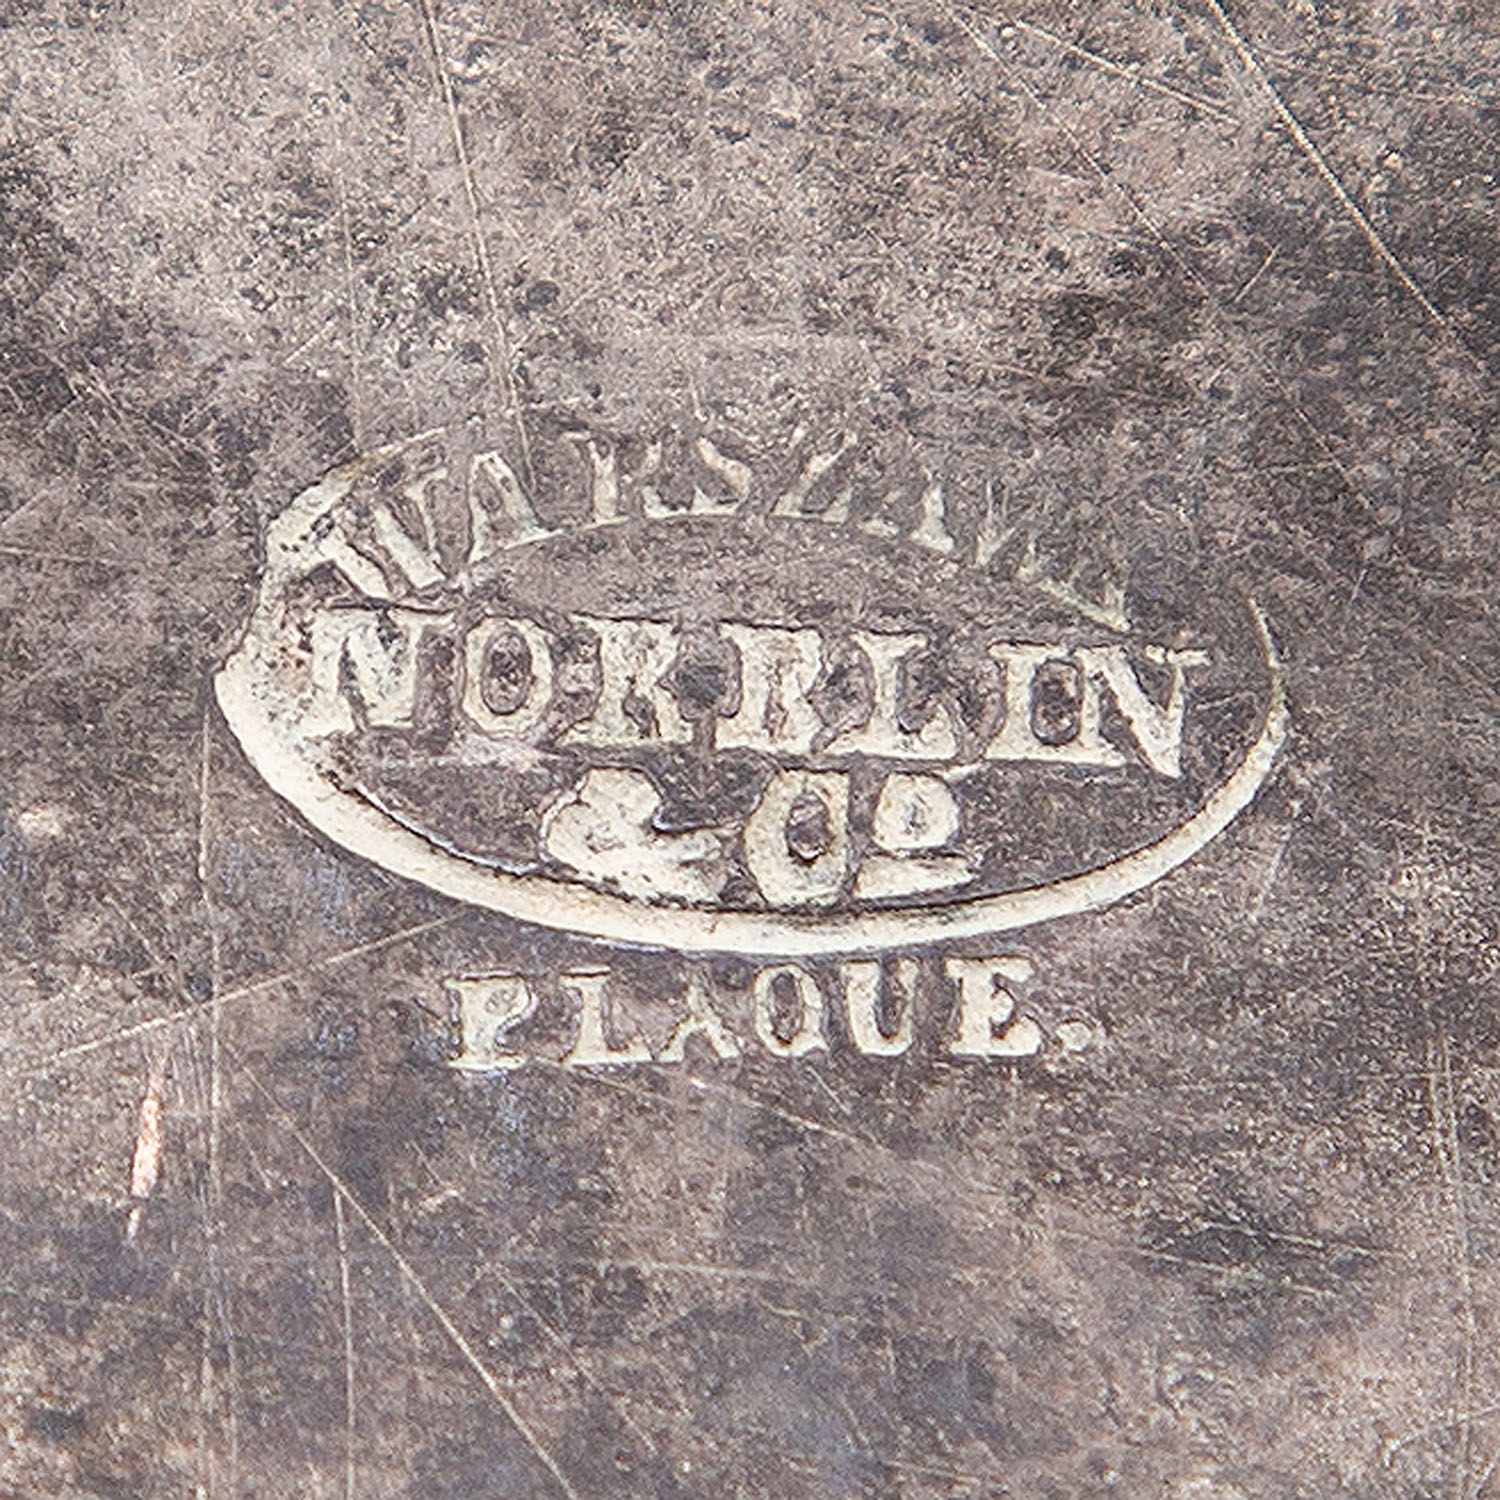 WARSZAWA
NORBLIN
& Cº
PLAQUE.